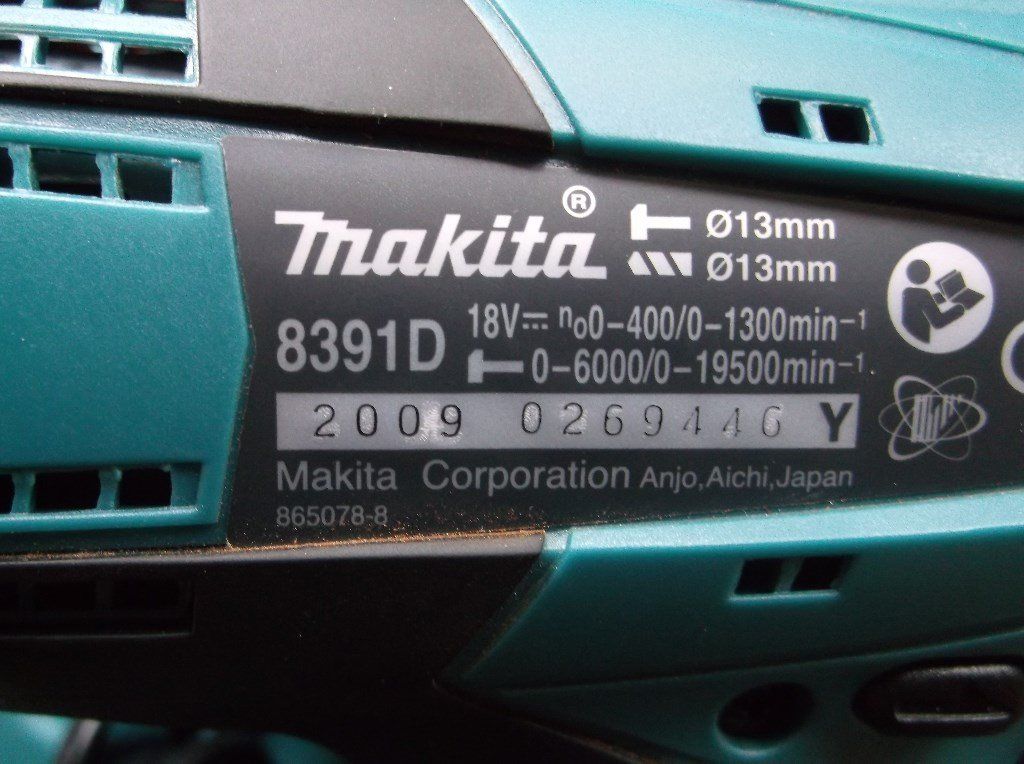 makita®
Ø13mm
Ø13mm
8391D
18V⎓ n₀0-400/0-1300min⁻¹
0-6000/0-19500min⁻¹
2009 0269446 Y
Makita Corporation Anjo,Aichi,Japan
865078-8